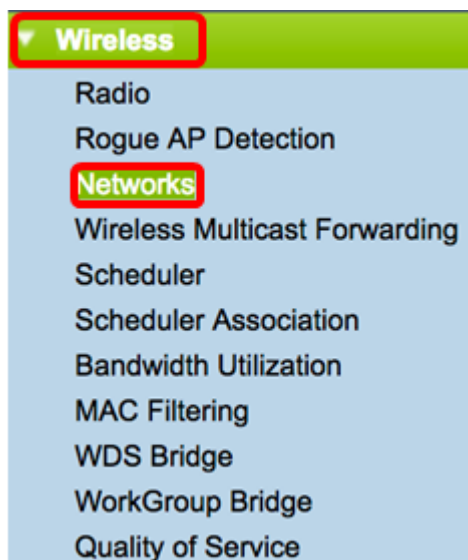 Wireless
Radio
Rogue AP Detection
Networks
Wireless Multicast Forwarding
Scheduler
Scheduler Association
Bandwidth Utilization
MAC Filtering
WDS Bridge
WorkGroup Bridge
Quality of Service